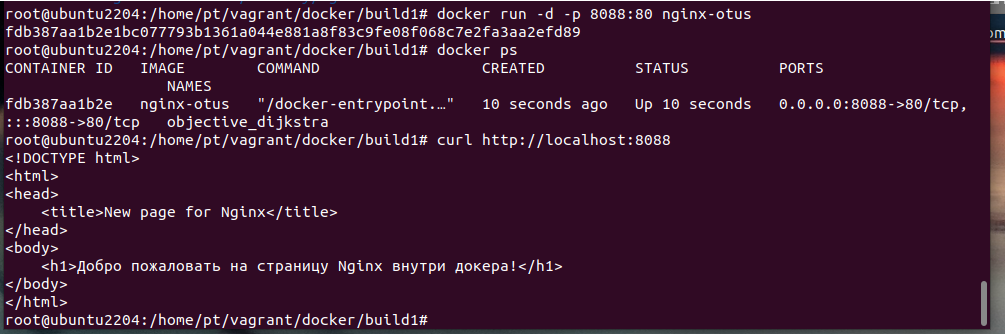 root@ubuntu2204:/home/pt/vagrant/docker/build1# docker run -d -p 8088:80 nginx-otus
fdb387aa1b2e1bc077793b1361a044e881a8f83c9fe08f068c7e2fa3aa2efd89
root@ubuntu2204:/home/pt/vagrant/docker/build1# docker ps
CONTAINER ID   IMAGE        COMMAND                  CREATED          STATUS          PORTS
                  NAMES
fdb387aa1b2e   nginx-otus   "/docker-entrypoint.…"   10 seconds ago   Up 10 seconds   0.0.0.0:8088->80/tcp,
:::8088->80/tcp   objective_dijkstra
root@ubuntu2204:/home/pt/vagrant/docker/build1# curl http://localhost:8088
<!DOCTYPE html>
<html>
<head>
    <title>New page for Nginx</title>
</head>
<body>
    <h1>Добро пожаловать на страницу Nginx внутри докера!</h1>
</body>
</html>
root@ubuntu2204:/home/pt/vagrant/docker/build1#